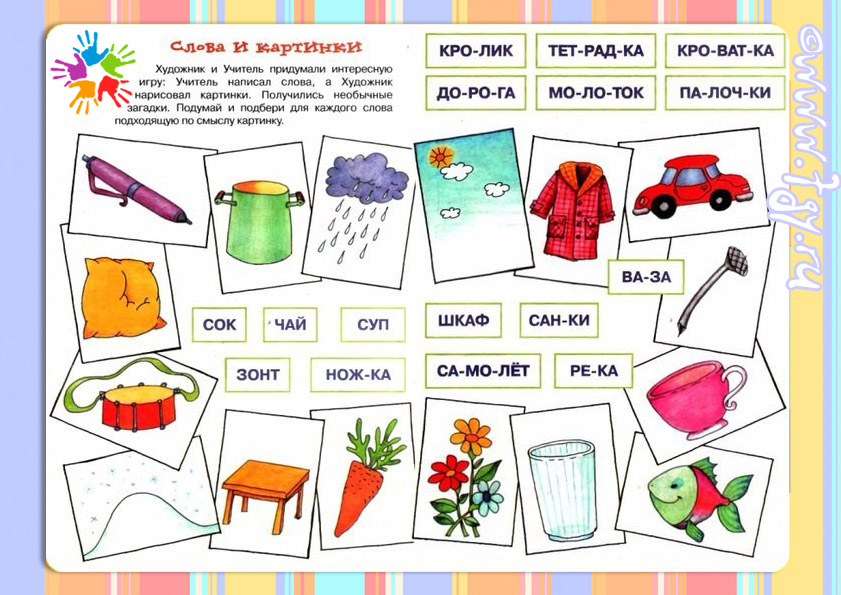 Слова и картинки
Художник и Учитель придумали интересную
игру: Учитель написал слова, а Художник
нарисовал картинки. Получились необычные
загадки. Подумай и подбери для каждого слова
подходящую по смыслу картинку.
КРО-ЛИК ТЕТ-РАД-КА КРО-ВАТ-КА
ДО-РО-ГА МО-ЛО-ТОК ПА-ЛОЧ-КИ
ВА-ЗА
СОК ЧАЙ СУП ШКАФ САН-КИ
ЗОНТ НОЖ-КА СА-МО-ЛЁТ РЕ-КА